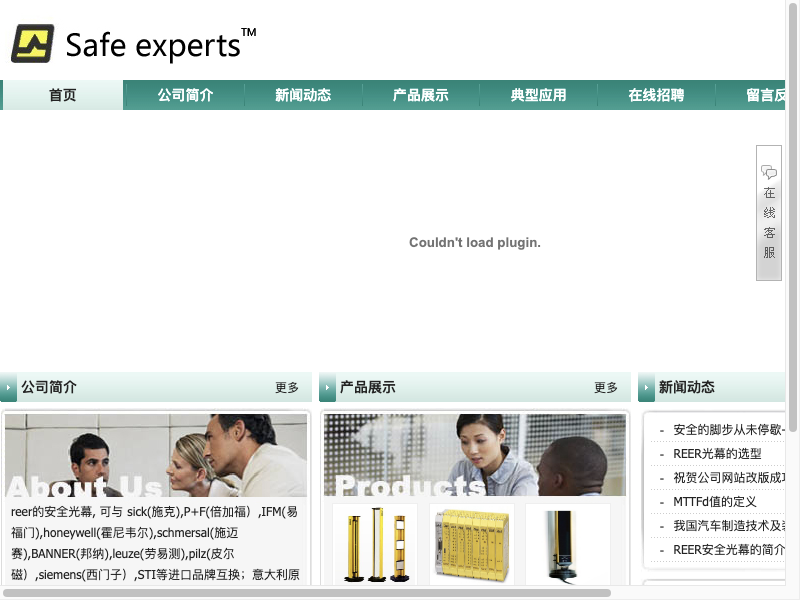 Safe experts™
首页 公司简介 新闻动态 产品展示 典型应用 在线招聘 留言反
在线客服
Couldn't load plugin.
公司简介 更多 产品展示 更多 新闻动态
About Us
Products
reer的安全光幕, 可与 sick(施克),P+F(倍加福）,IFM(易
福门),honeywell(霍尼韦尔),schmersal(施迈
赛),BANNER(邦纳),leuze(劳易测),pilz(皮尔
磁）,siemens(西门子）,STI等进口品牌互换；意大利原
- 安全的脚步从未停歇-
- REER光幕的选型
- 祝贺公司网站改版成功
- MTTFd值的定义
- 我国汽车制造技术及
- REER安全光幕的简介